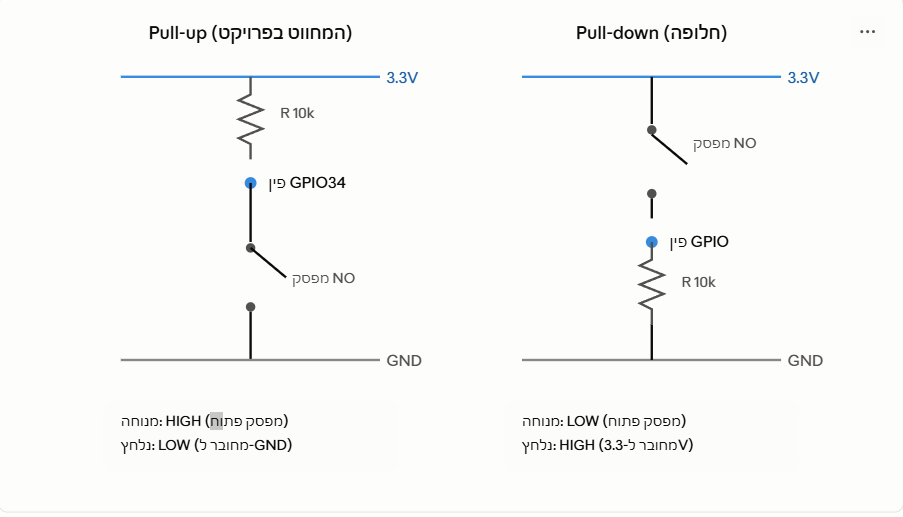 Pull-up (המחווט בפרויקט)
3.3V
R 10k
פין GPIO34
מפסק NO
GND
מנוחה: HIGH (מפסק פתוח)
נלחץ: LOW (מחובר ל-GND)
Pull-down (חלופה)
3.3V
מפסק NO
פין GPIO
R 10k
GND
מנוחה: LOW (מפסק פתוח)
נלחץ: HIGH (מחובר ל-3.3V)